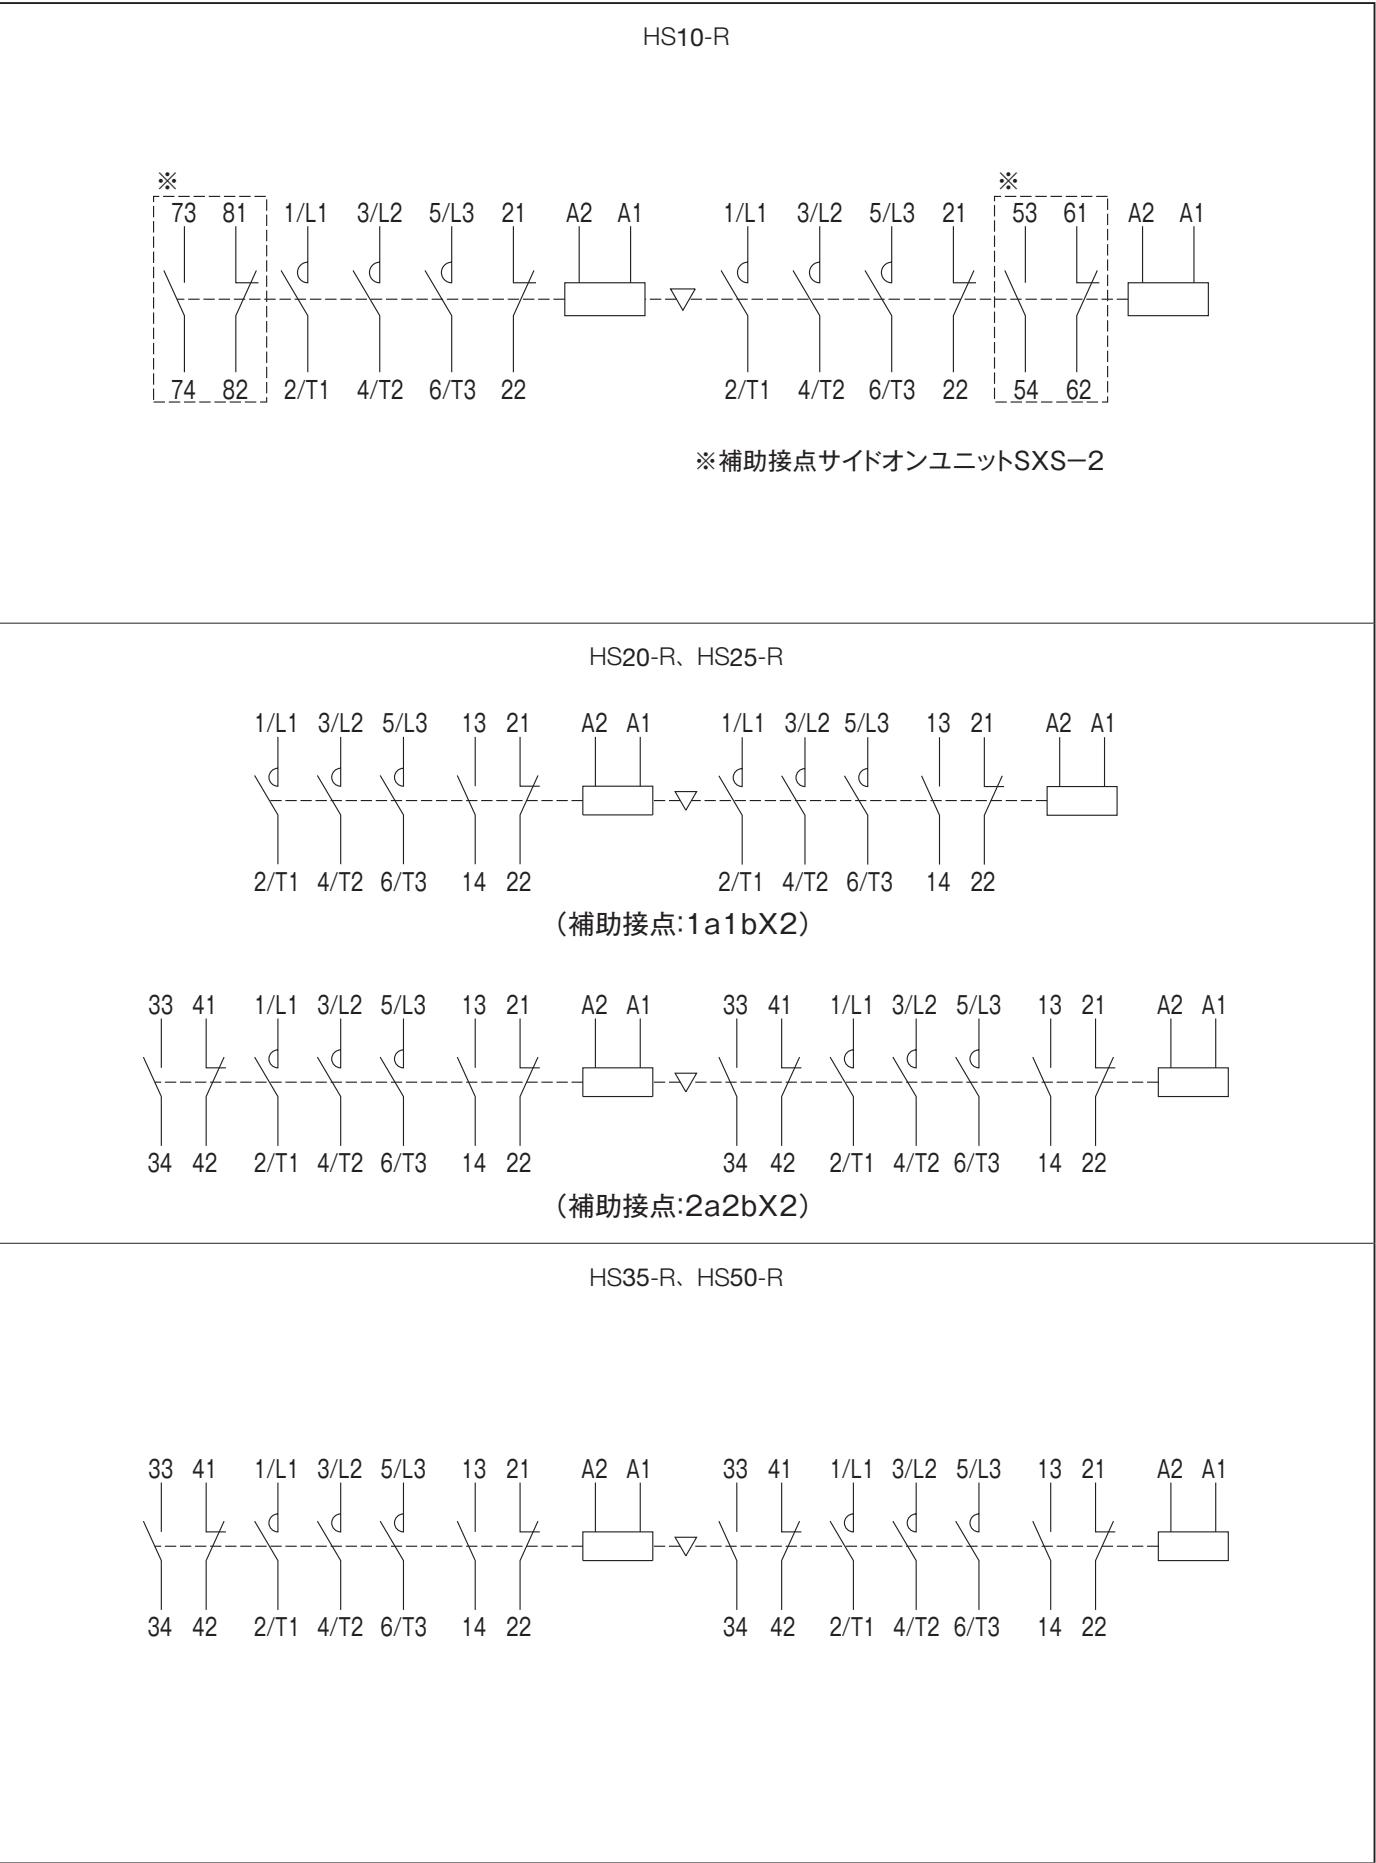 HS10-R
※ ※
73 81 1/L1 3/L2 5/L3 21 A2 A1 1/L1 3/L2 5/L3 21 53 61 A2 A1
74 82 2/T1 4/T2 6/T3 22 2/T1 4/T2 6/T3 22 54 62
※補助接点サイドオンユニットSXS−2
HS20-R、HS25-R
1/L1 3/L2 5/L3 13 21 A2 A1 1/L1 3/L2 5/L3 13 21 A2 A1
2/T1 4/T2 6/T3 14 22 2/T1 4/T2 6/T3 14 22
（補助接点:1a1bX2）
33 41 1/L1 3/L2 5/L3 13 21 A2 A1 33 41 1/L1 3/L2 5/L3 13 21 A2 A1
34 42 2/T1 4/T2 6/T3 14 22 34 42 2/T1 4/T2 6/T3 14 22
（補助接点:2a2bX2）
HS35-R、HS50-R
33 41 1/L1 3/L2 5/L3 13 21 A2 A1 33 41 1/L1 3/L2 5/L3 13 21 A2 A1
34 42 2/T1 4/T2 6/T3 14 22 34 42 2/T1 4/T2 6/T3 14 22